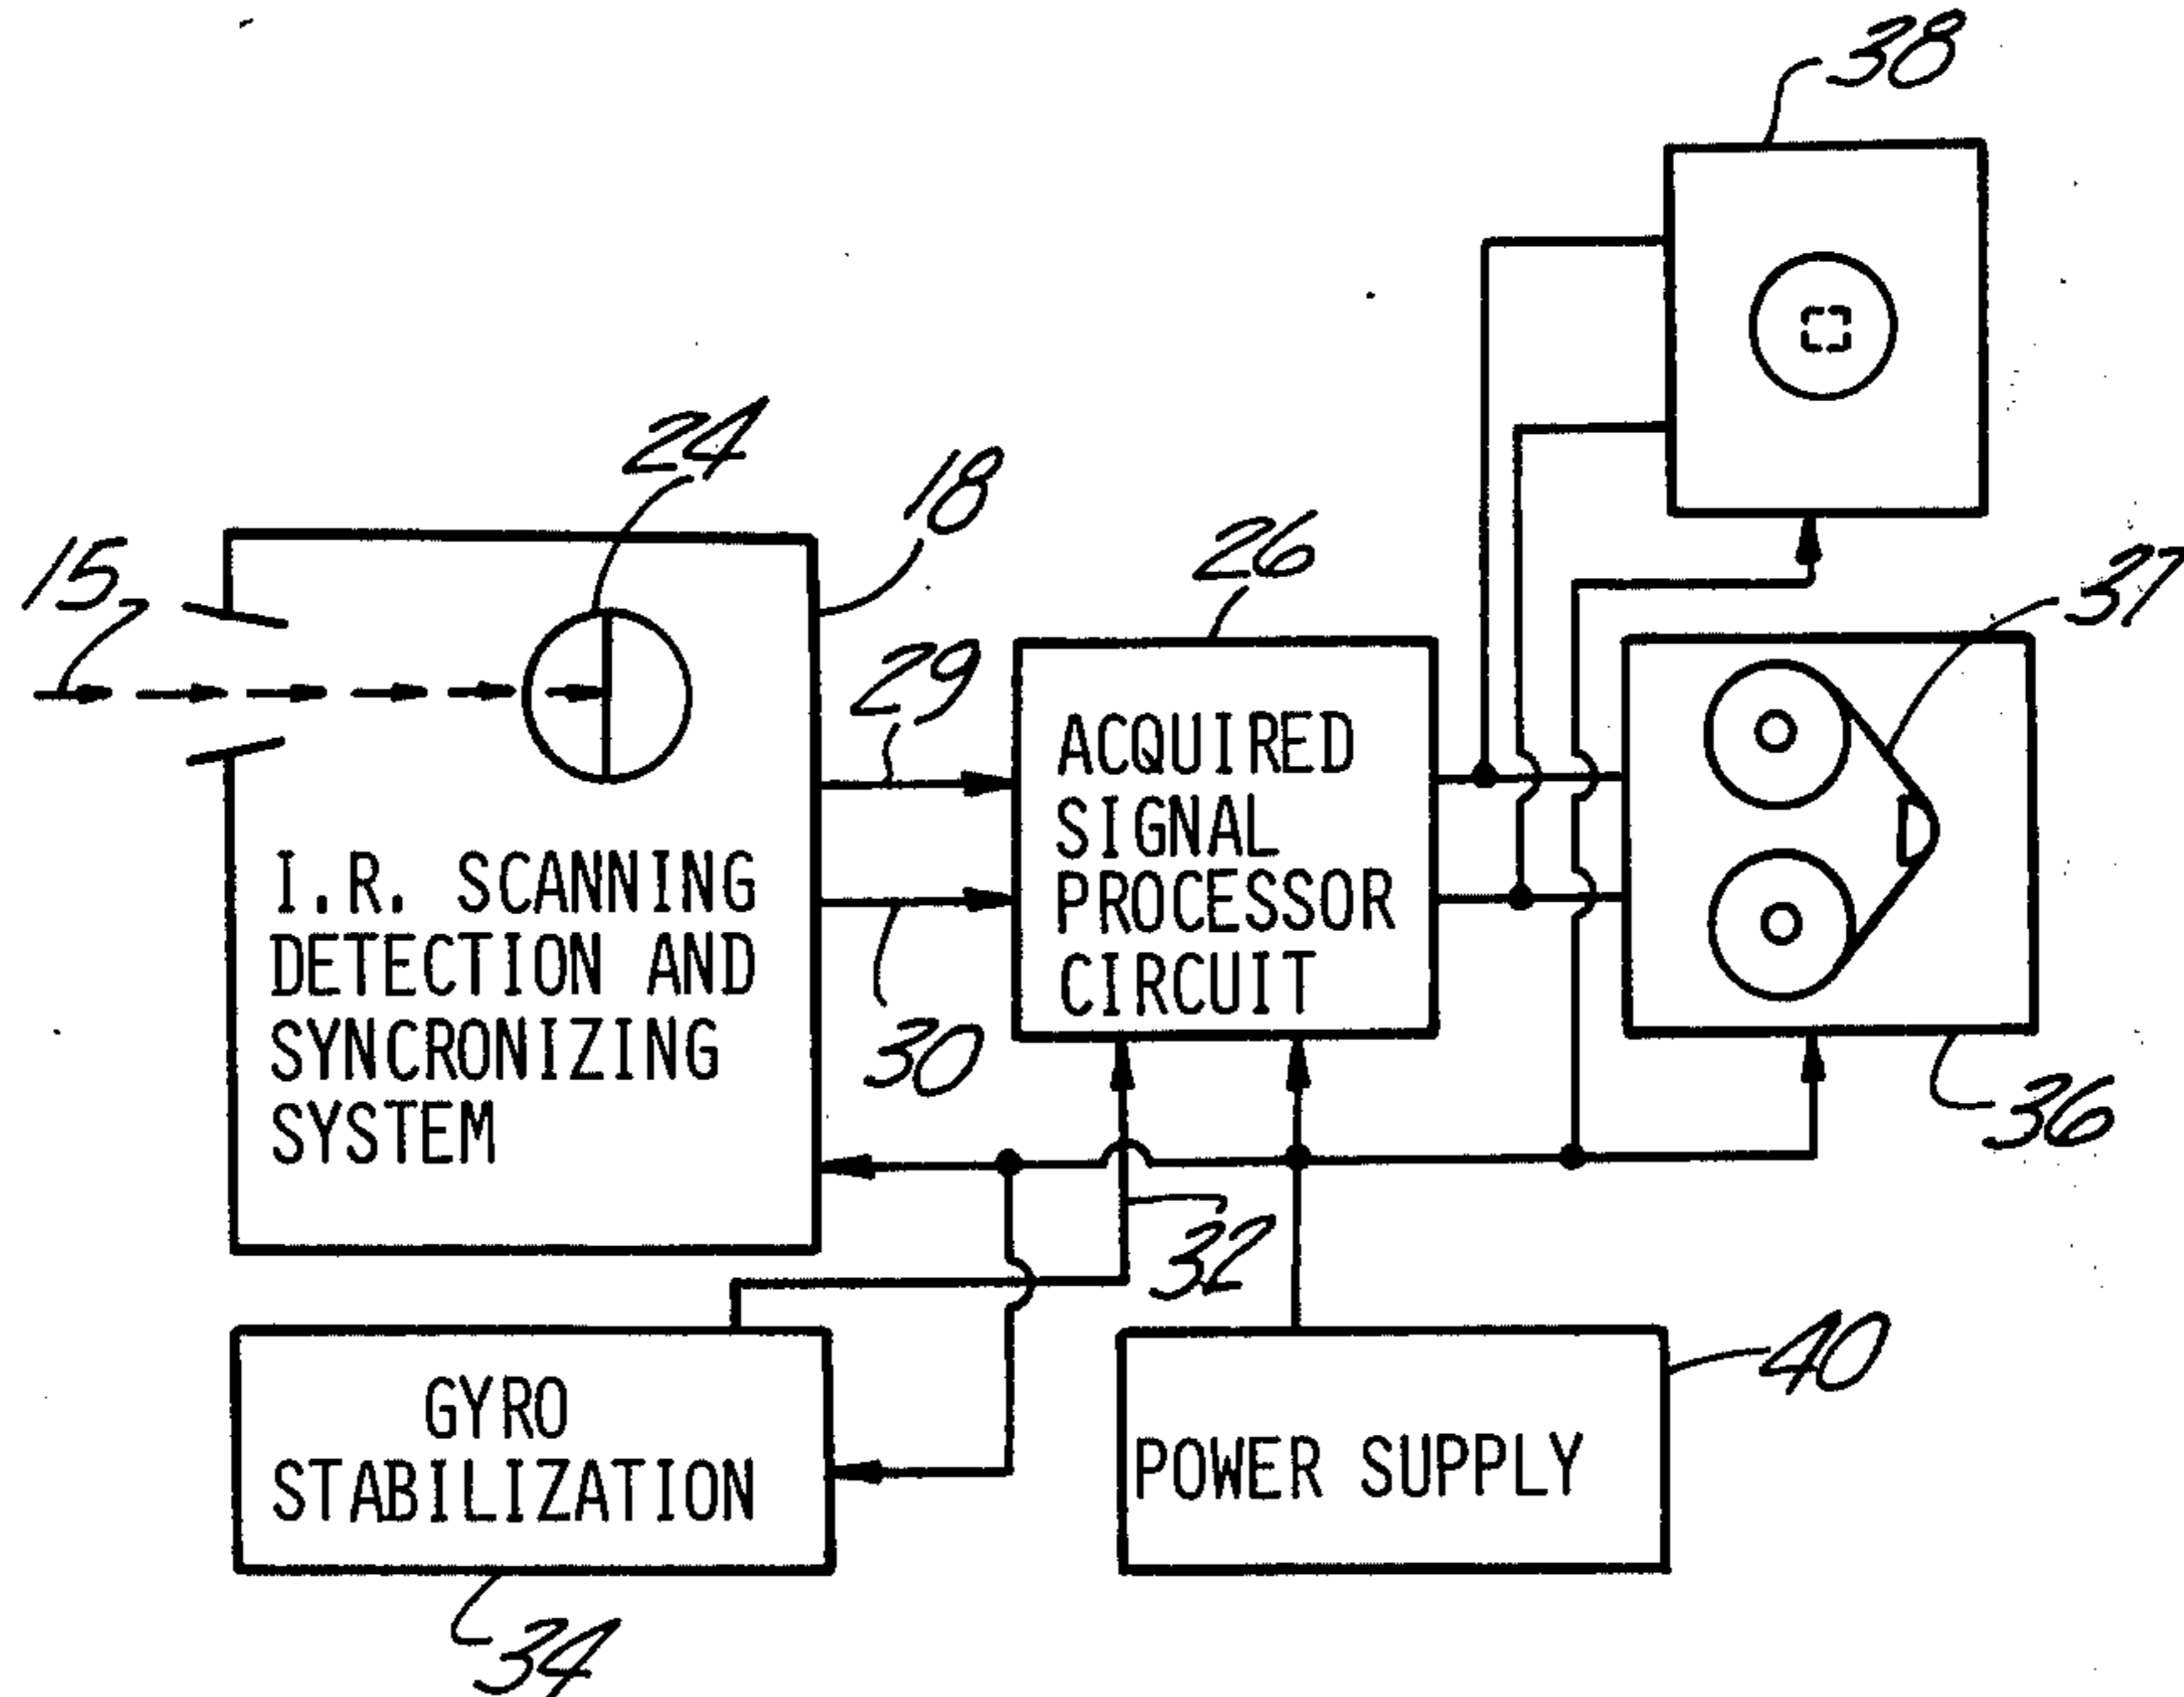 38
24
18
15
26
37
29
ACQUIRED
SIGNAL
PROCESSOR
CIRCUIT
I.R. SCANNING
DETECTION AND
SYNCRONIZING
SYSTEM
30
36
32
40
GYRO
STABILIZATION
POWER SUPPLY
34